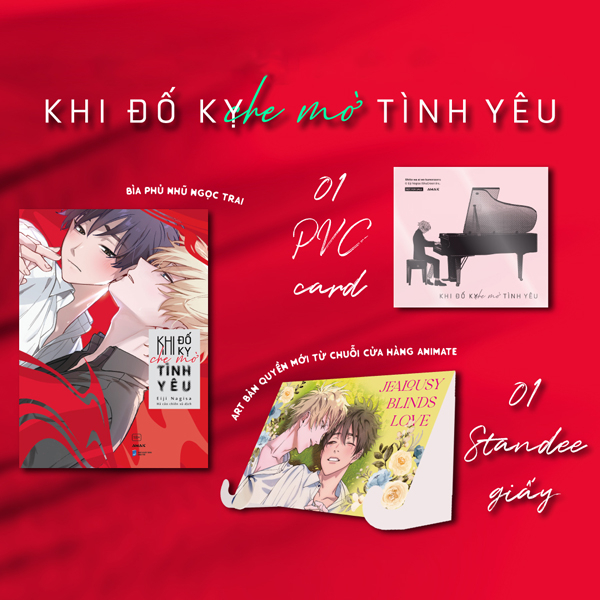 KHI ĐỐ KỴ che mờ TÌNH YÊU
BÌA PHỦ NHŨ NGỌC TRAI
01
PVC
card
KHI ĐỐ KỴ che mờ TÌNH YÊU
KHI ĐỐ
KỴ
che mờ
TÌNH
YÊU
Eiji Nagisa
AMAK
ART BẢN QUYỀN MỚI TỪ CHUỖI CỬA HÀNG ANIMATE
JEALOUSY
BLINDS
LOVE
01
Standee
giấy